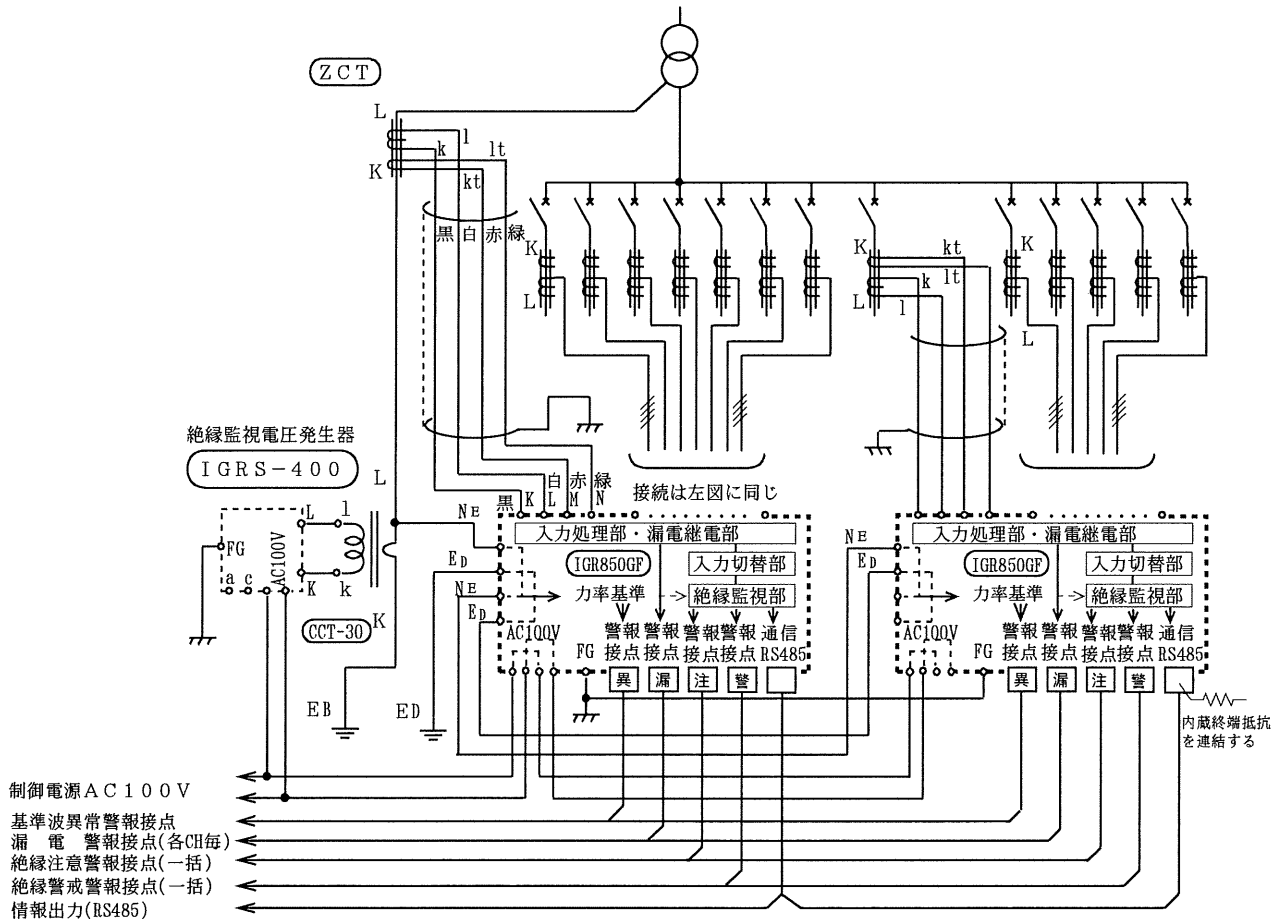 ZCT
L
l
k
lt
K
kt
黒 白 赤 緑
K
L
K
L
kt
lt
k
l
K
L
絶縁監視電圧発生器
IGRS-400
L
接続は左図に同じ
黒 K 白 L 赤 M 緑 N
L l
FG
AC100V
a c
K k
K
CCT-30
NE
ED
NE
ED
入力処理部・漏電継電部
IGR850GF
入力切替部
力率基準
絶縁監視部
AC100V
警報接点
警報接点
警報接点
警報接点
通信RS485
FG
異 漏 注 警
NE
ED
入力処理部・漏電継電部
IGR850GF
入力切替部
力率基準
絶縁監視部
AC100V
警報接点
警報接点
警報接点
警報接点
通信RS485
FG
異 漏 注 警
内蔵終端抵抗
を連結する
EB
ED
制御電源AC100V
基準波異常警報接点
漏 電 警報接点(各CH毎)
絶縁注意警報接点(一括)
絶縁警戒警報接点(一括)
情報出力(RS485)